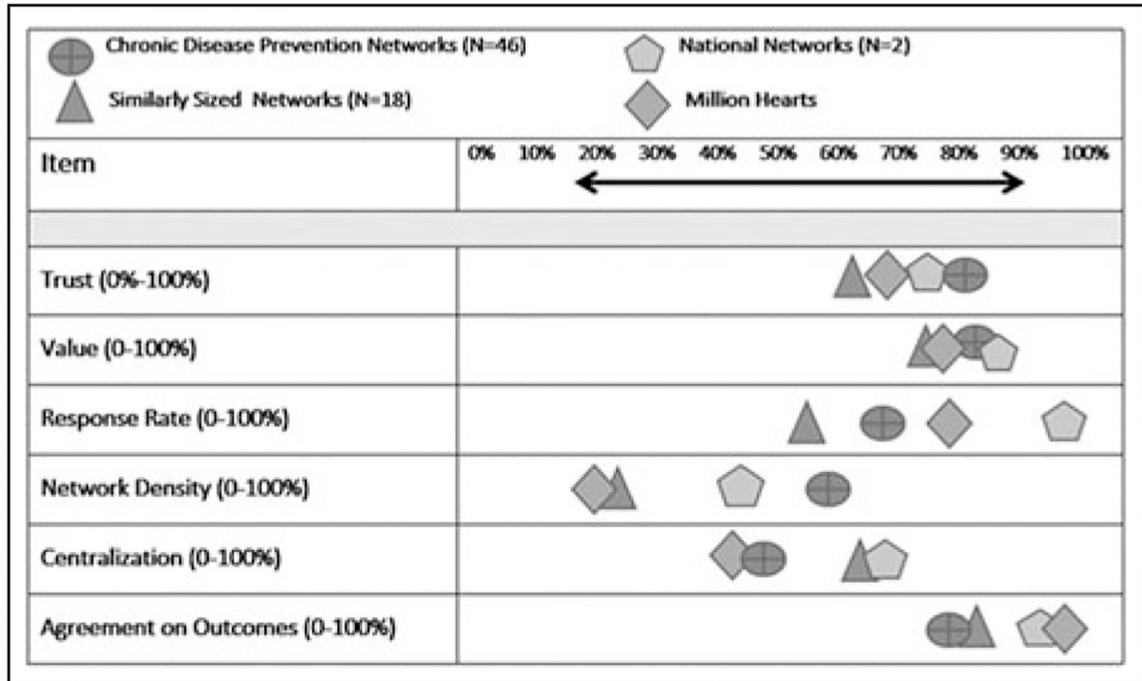 Chronic Disease Prevention Networks (N=46)
National Networks (N=2)
Similarly Sized Networks (N=18)
Million Hearts
Item
0% 10% 20% 30% 40% 50% 60% 70% 80% 90% 100%
Trust (0%-100%)
Value (0-100%)
Response Rate (0-100%)
Network Density (0-100%)
Centralization (0-100%)
Agreement on Outcomes (0-100%)